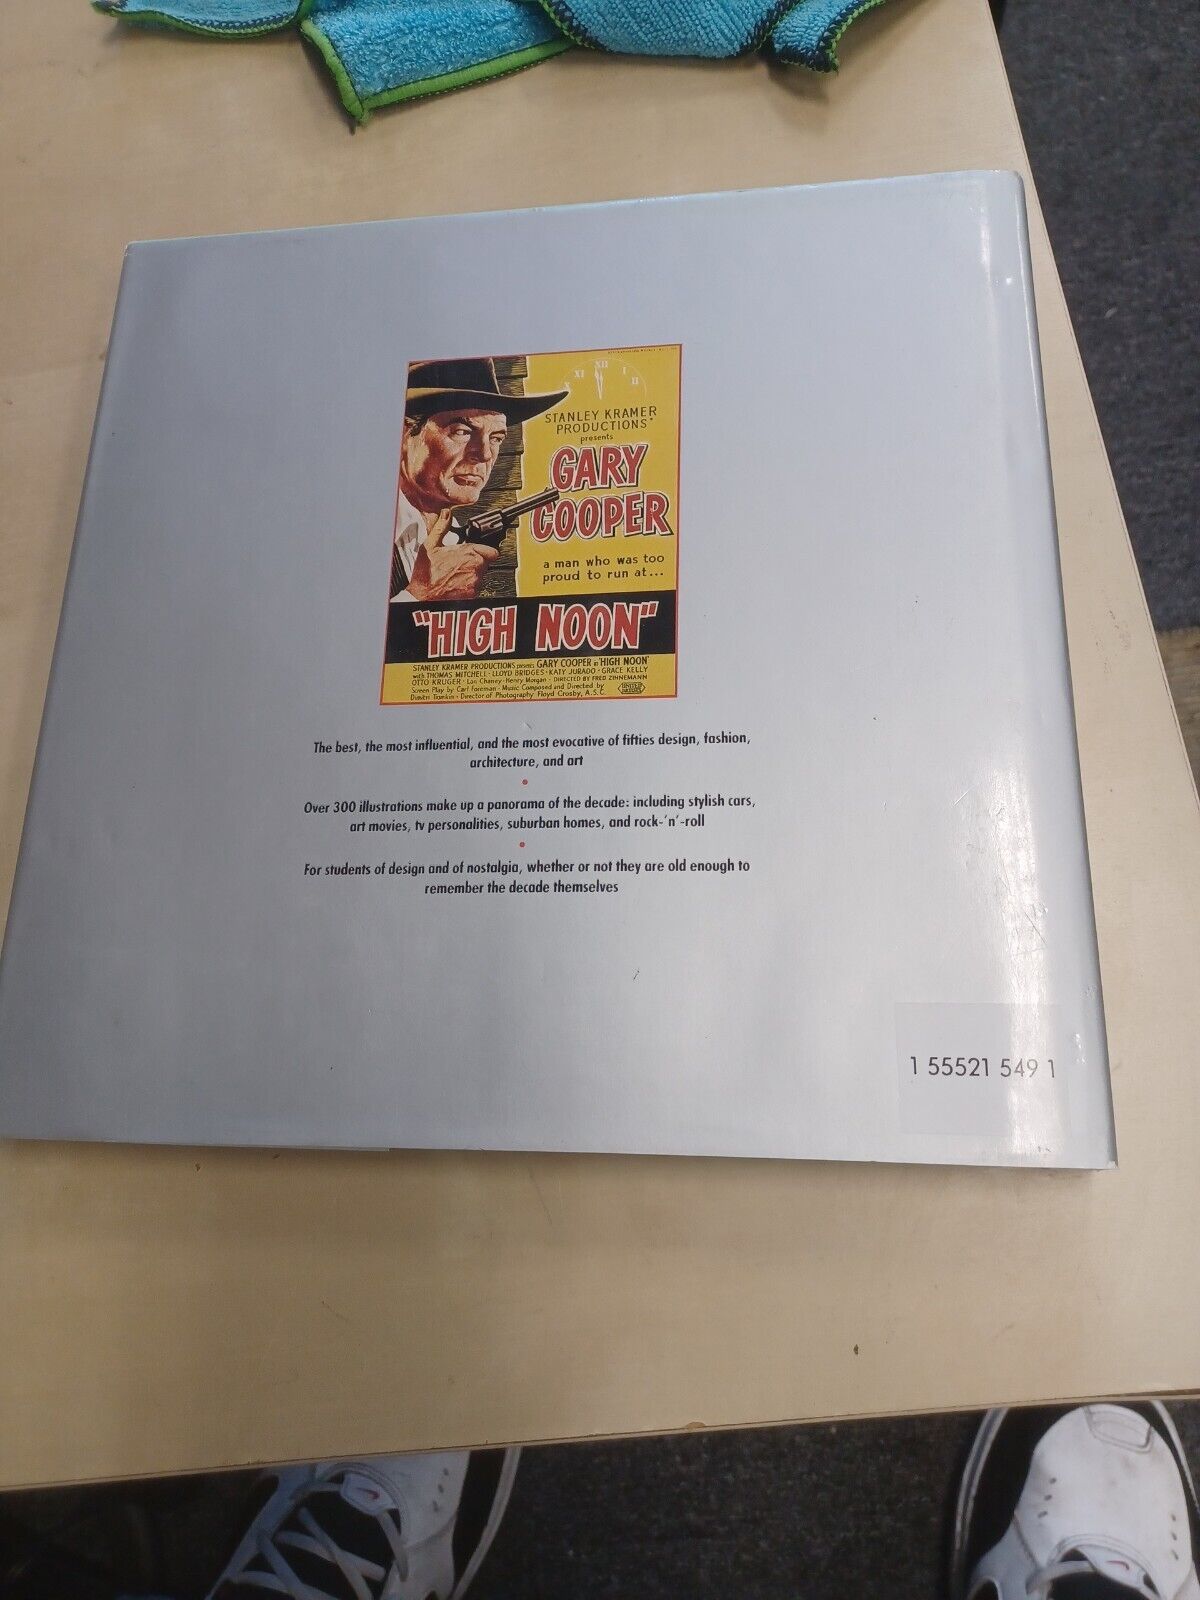 X XI XII I II
STANLEY KRAMER
PRODUCTIONS
presents
GARY
COOPER
a man who was too
proud to run at...
"HIGH NOON"
STANLEY KRAMER PRODUCTIONS presents GARY COOPER in "HIGH NOON"
with THOMAS MITCHELL · LLOYD BRIDGES · KATY JURADO · GRACE KELLY
OTTO KRUGER · Lon Chaney · Henry Morgan · DIRECTED BY FRED ZINNEMANN
Screen Play by Carl Foreman · Music Composed and Directed by
Dimitri Tiomkin · Director of Photography Floyd Crosby, A.S.C.
UNITED
ARTISTS
The best, the most influential, and the most evocative of fifties design, fashion,
architecture, and art
•
Over 300 illustrations make up a panorama of the decade: including stylish cars,
art movies, tv personalities, suburban homes, and rock-'n'-roll
•
For students of design and of nostalgia, whether or not they are old enough to
remember the decade themselves
1 55521 549 1